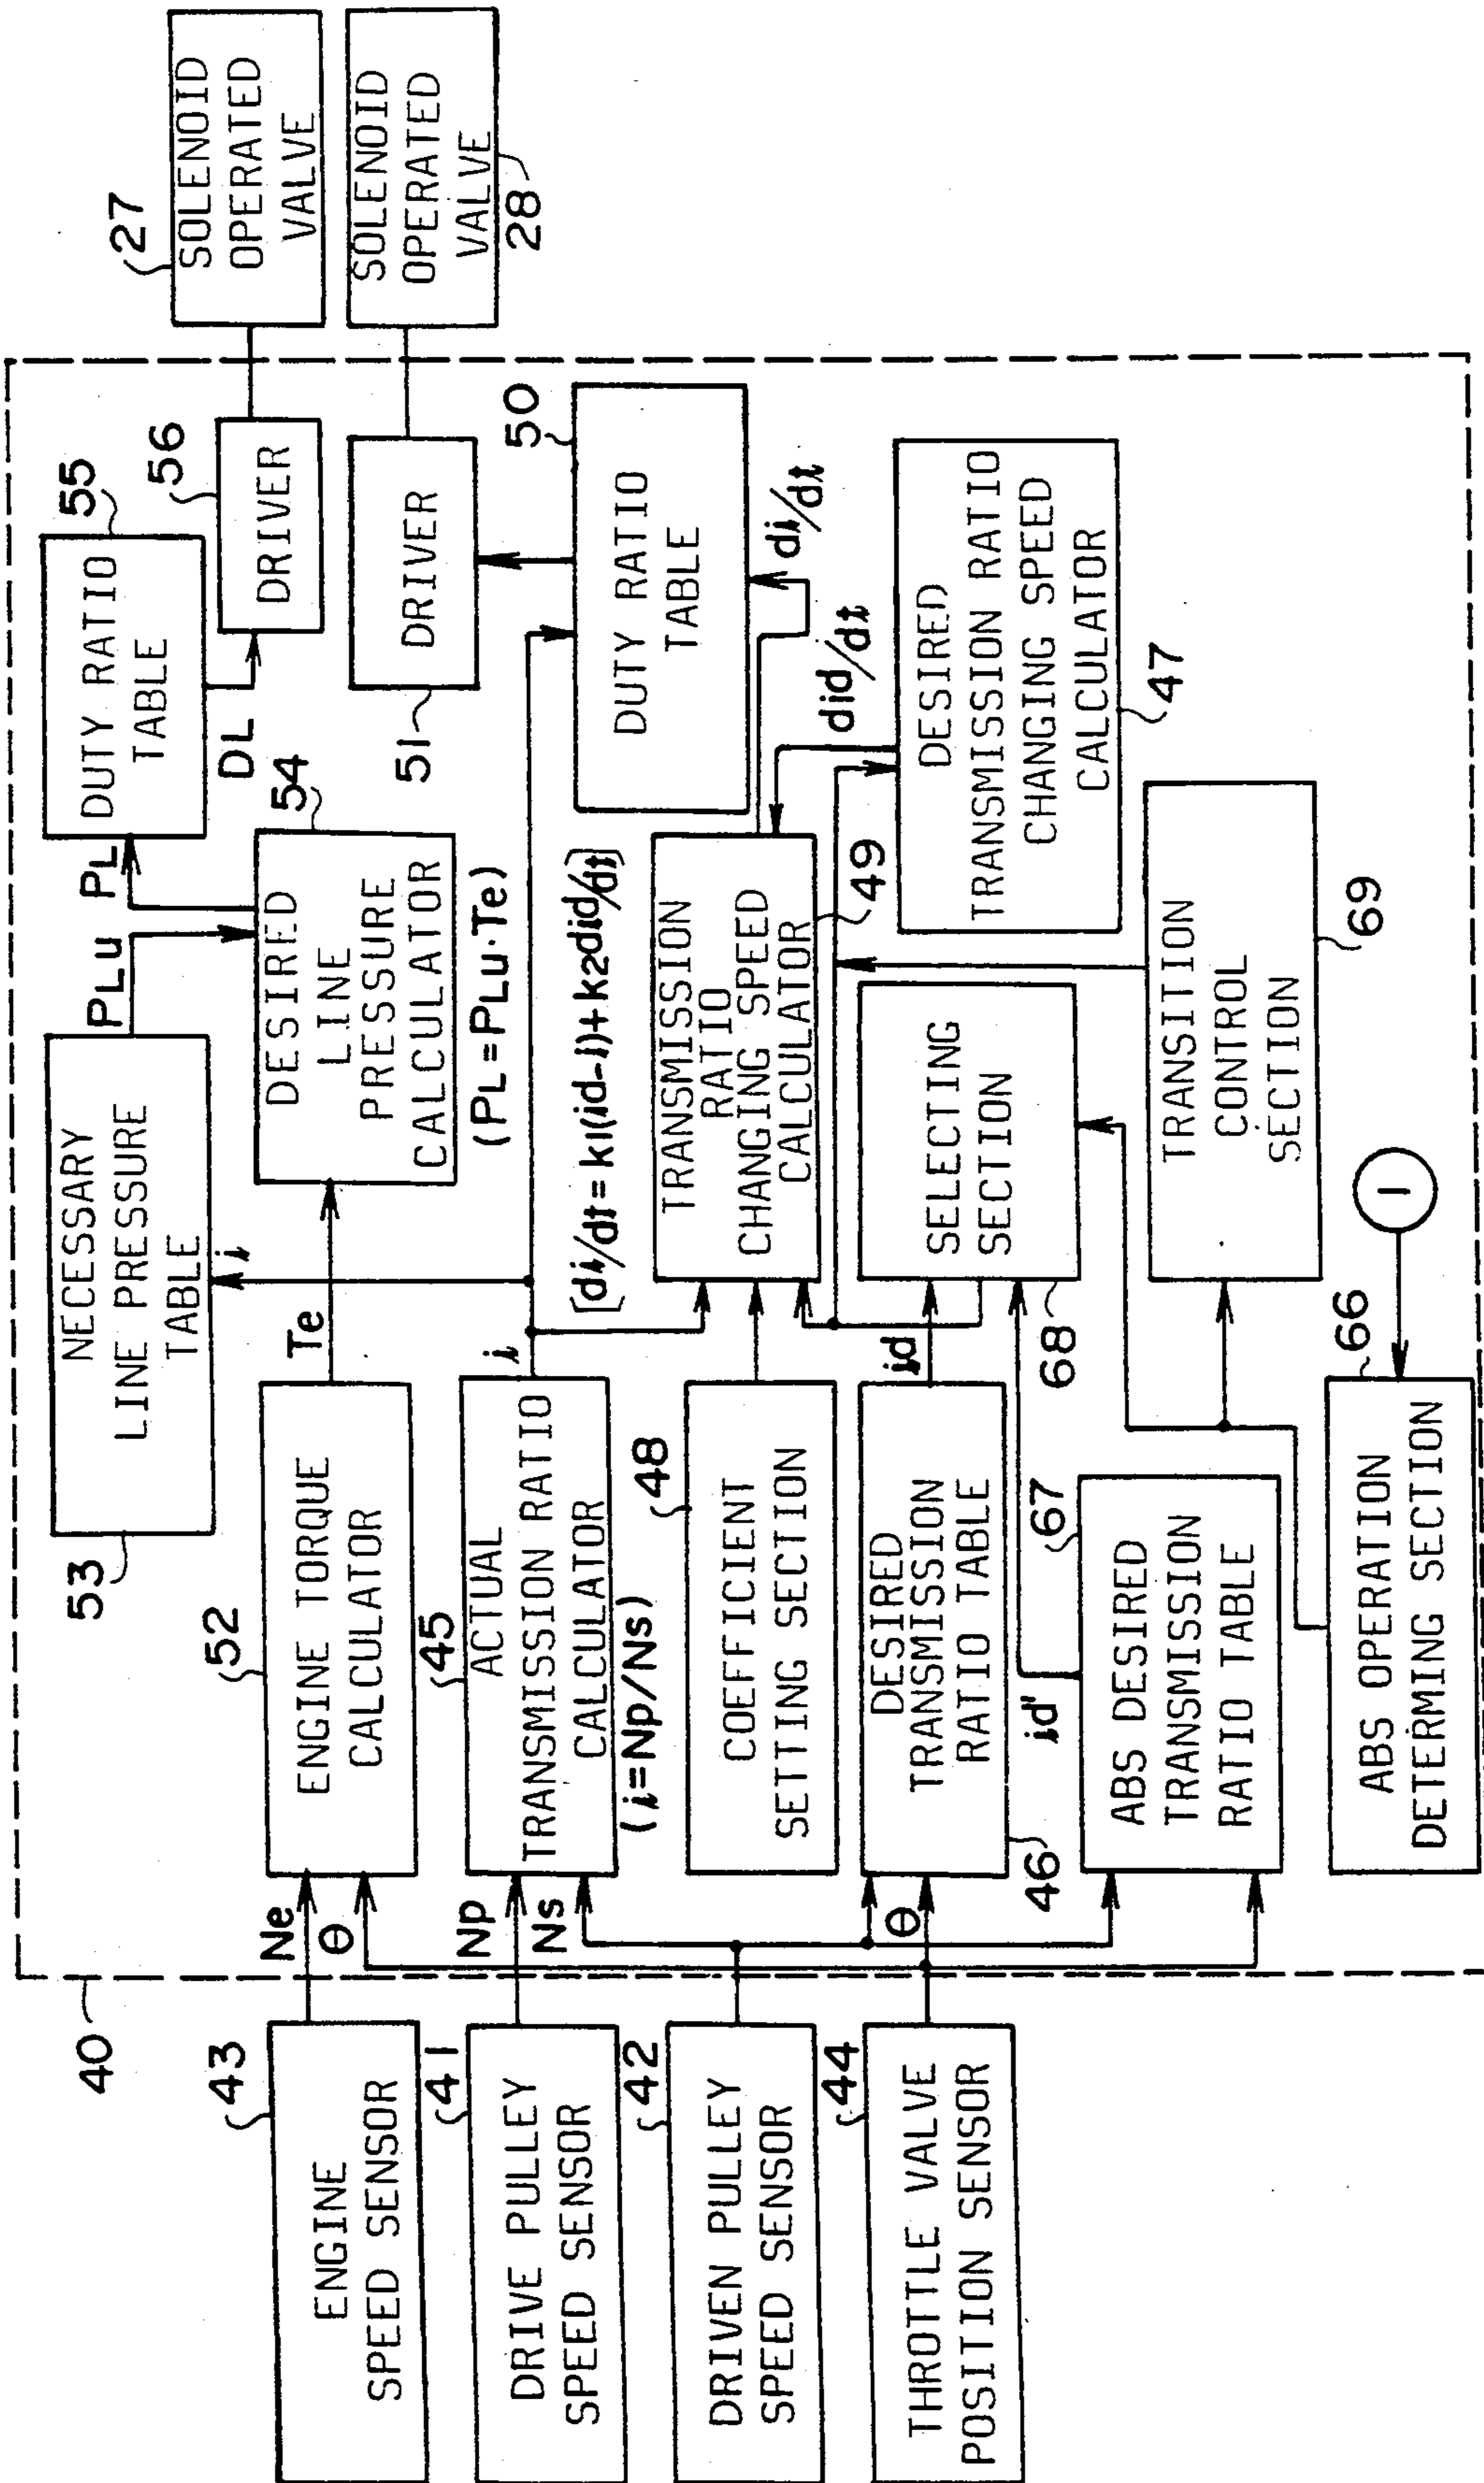 40
43
ENGINE
SPEED SENSOR
41
DRIVE PULLEY
SPEED SENSOR
42
DRIVEN PULLEY
SPEED SENSOR
44
THROTTLE VALVE
POSITION SENSOR
Ne
θ
Np
Ns
θ
53
NECESSARY
LINE PRESSURE
TABLE
i
PLu
52
ENGINE TORQUE
CALCULATOR
Te
54
DESIRED
LINE
PRESSURE
CALCULATOR
(PL=PLu·Te)
PL
55
DUTY RATIO
TABLE
DL
56
DRIVER
27
SOLENOID
OPERATED
VALVE
45
ACTUAL
TRANSMISSION RATIO
CALCULATOR
(i=Np/Ns)
i
51
DRIVER
28
SOLENOID
OPERATED
VALVE
50
DUTY RATIO
TABLE
di/dt
48
COEFFICIENT
SETTING SECTION
[di/dt=k1(id-i)+k2did/dt]
TRANSMISSION
RATIO
CHANGING SPEED
CALCULATOR
49
did/dt
DESIRED
TRANSMISSION RATIO
CHANGING SPEED
CALCULATOR
47
46
DESIRED
TRANSMISSION
RATIO TABLE
id
SELECTING
SECTION
68
67
ABS DESIRED
TRANSMISSION
RATIO TABLE
id'
TRANSITION
CONTROL
SECTION
69
66
ABS OPERATION
DETERMING SECTION
1